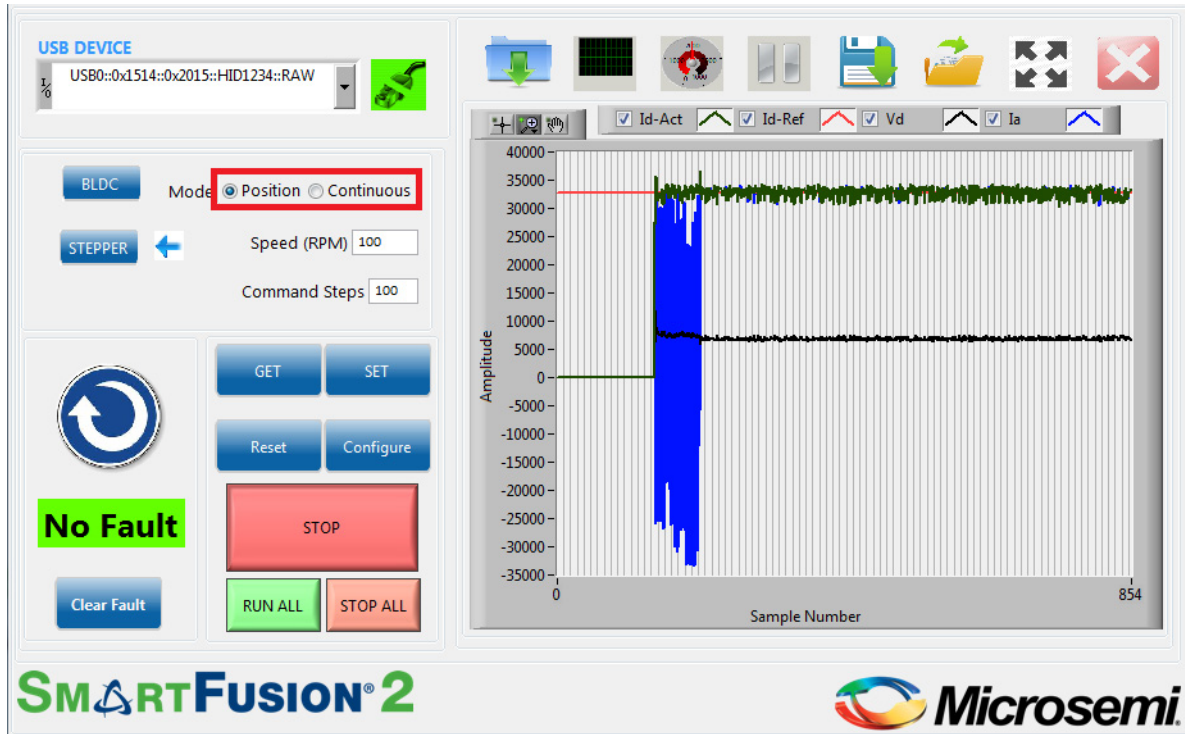 USB DEVICE
I/O
USB0::0x1514::0x2015::HID1234::RAW
BLDC
Mode
Position
Continuous
STEPPER
Speed (RPM)
100
Command Steps
100
GET
SET
Reset
Configure
No Fault
STOP
Clear Fault
RUN ALL
STOP ALL
Id-Act
Id-Ref
Vd
Ia
Amplitude
40000
35000
30000
25000
20000
15000
10000
5000
0
-5000
-10000
-15000
-20000
-25000
-30000
-35000
0
854
Sample Number
SMARTFUSION® 2
Microsemi.